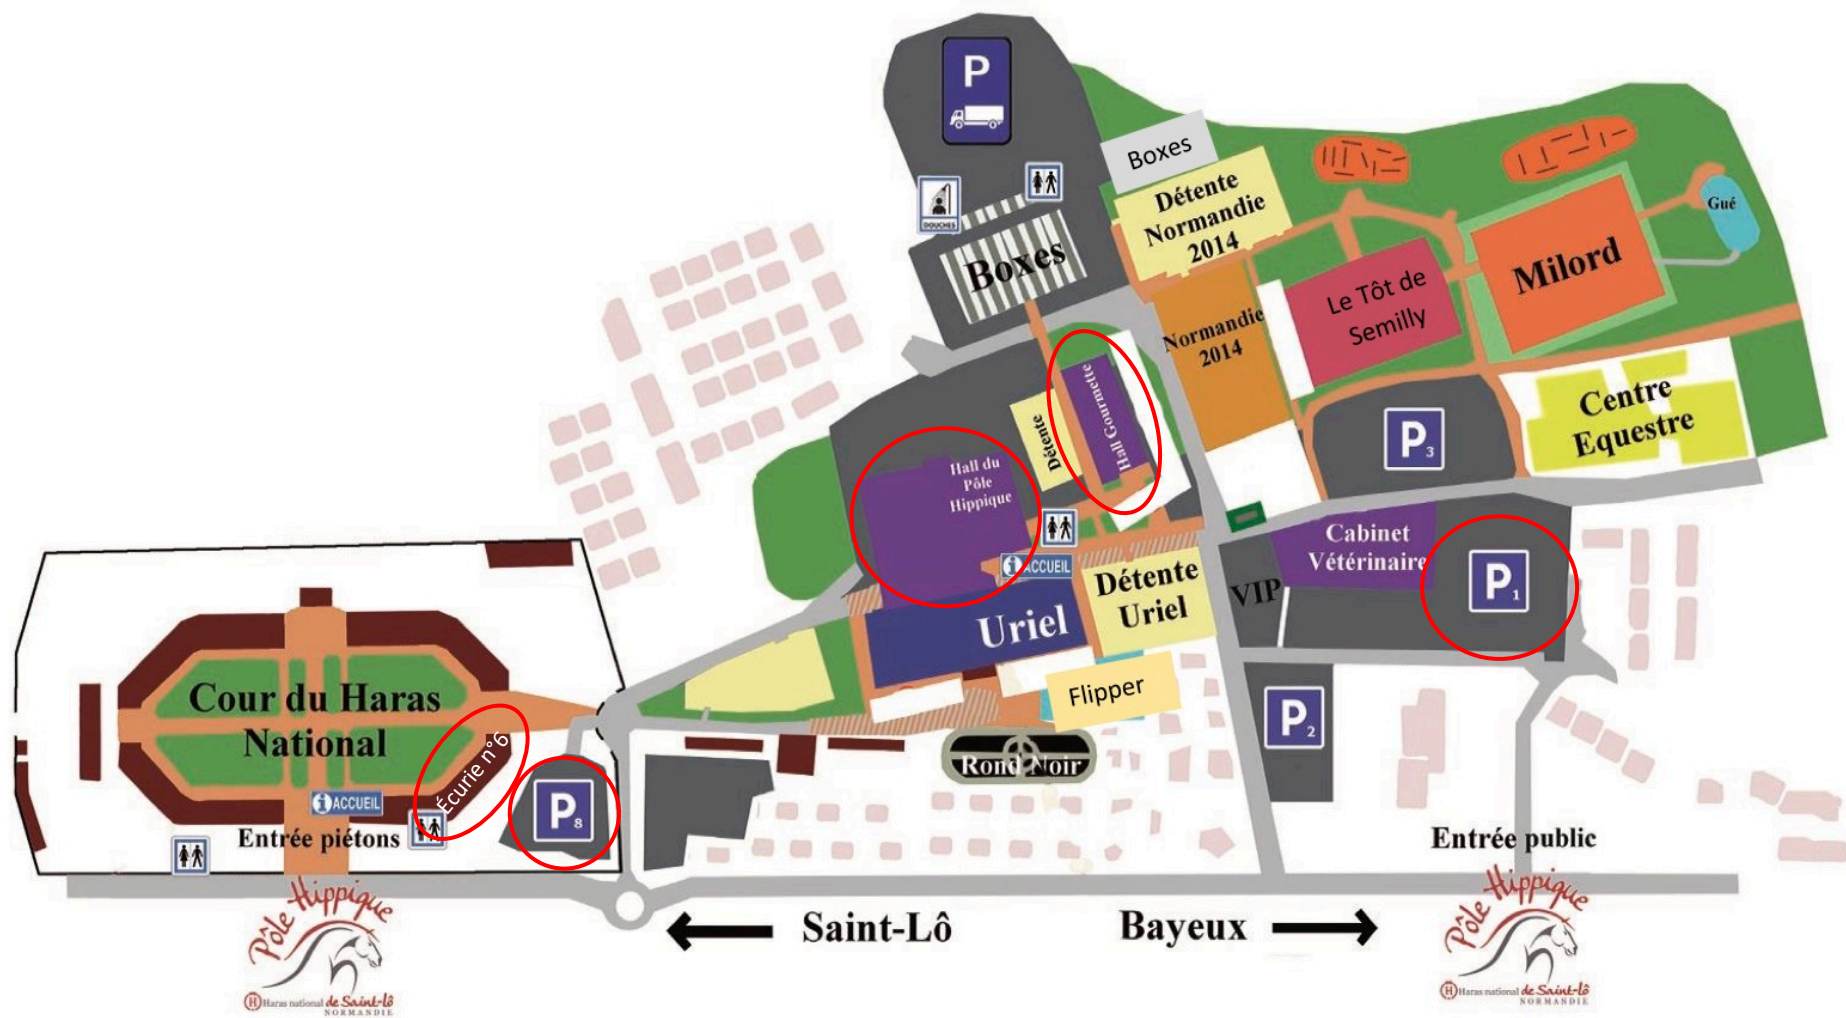 P
DOUCHES
Boxes
Boxes
Détente
Normandie
2014
Gué
Milord
Le Tôt de
Semilly
Normandie
2014
Hall Gourmette
Détente
Centre
Equestre
P3
Hall du
Pôle
Hippique
i ACCUEIL
Cabinet
Vétérinaire
P1
VIP
Détente
Uriel
Uriel
Flipper
P2
Rond Noir
Cour du Haras
National
Écurie n°6
P8
i ACCUEIL
Entrée piétons
Entrée public
Saint-Lô
Bayeux
Pôle Hippique
H Haras national de Saint-lô
NORMANDIE
Pôle Hippique
H Haras national de Saint-lô
NORMANDIE